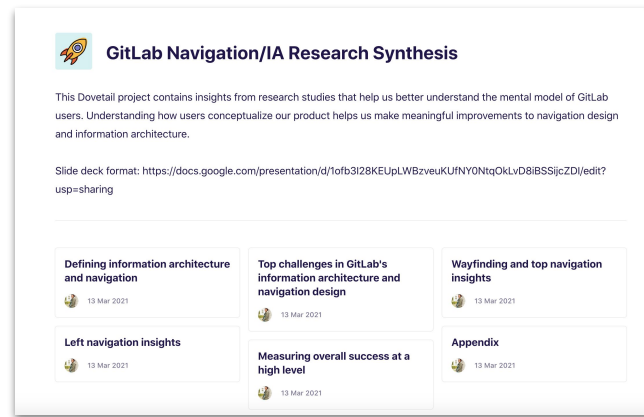 GitLab Navigation/IA Research Synthesis
This Dovetail project contains insights from research studies that help us better understand the mental model of GitLab
users. Understanding how users conceptualize our product helps us make meaningful improvements to navigation design
and information architecture.
Slide deck format: https://docs.google.com/presentation/d/1ofb3I28KEUpLWBzveuKUfNY0NtqOkLvD8iBSSijcZDI/edit?
usp=sharing
Defining information architecture
and navigation
13 Mar 2021
Top challenges in GitLab's
information architecture and
navigation design
13 Mar 2021
Wayfinding and top navigation
insights
13 Mar 2021
Left navigation insights
13 Mar 2021
Measuring overall success at a
high level
13 Mar 2021
Appendix
13 Mar 2021